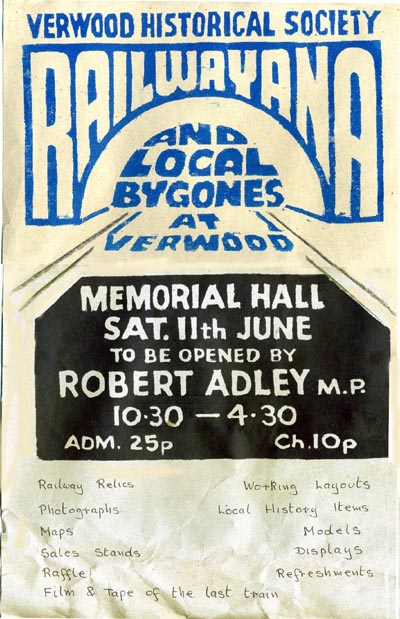 VERWOOD HISTORICAL SOCIETY
RAILWAYANA
AND
LOCAL
BYGONES
AT
VERWOOD
MEMORIAL HALL
SAT. 11th JUNE
TO BE OPENED BY
ROBERT ADLEY M.P.
10·30 — 4·30
ADM. 25p Ch. 10p
Railway Relics Working Layouts
Photographs Local History Items
Maps Models
Sales Stands Displays
Raffle Refreshments
Film & Tape of the last train